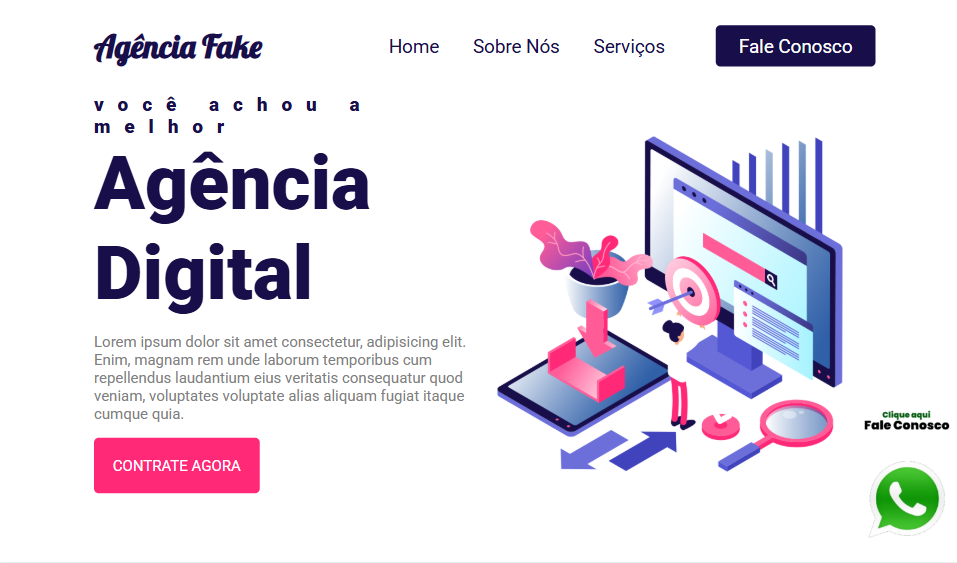 Agência Fake
Home
Sobre Nós
Serviços
Fale Conosco
você achou a
melhor
Agência
Digital
Lorem ipsum dolor sit amet consectetur, adipisicing elit.
Enim, magnam rem unde laborum temporibus cum
repellendus laudantium eius veritatis consequatur quod
veniam, voluptates voluptate alias aliquam fugiat itaque
cumque quia.
CONTRATE AGORA
Clique aqui
Fale Conosco